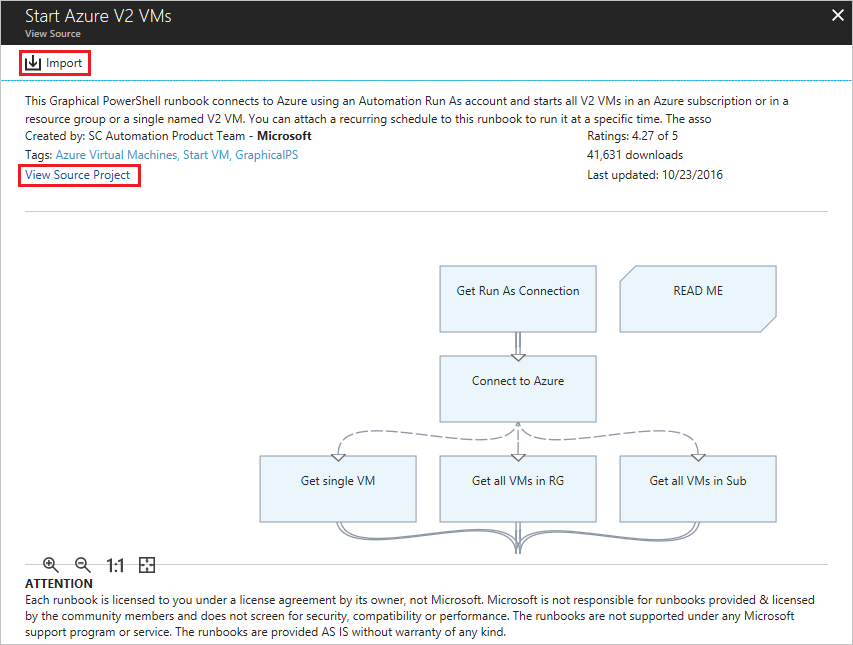 Start Azure V2 VMs
View Source
Import
This Graphical PowerShell runbook connects to Azure using an Automation Run As account and starts all V2 VMs in an Azure subscription or in a
resource group or a single named V2 VM. You can attach a recurring schedule to this runbook to run it at a specific time. The asso
Created by: SC Automation Product Team - Microsoft
Ratings: 4.27 of 5
Tags: Azure Virtual Machines, Start VM, GraphicalPS
41,631 downloads
View Source Project
Last updated: 10/23/2016
Get Run As Connection
READ ME
Connect to Azure
Get single VM
Get all VMs in RG
Get all VMs in Sub
1:1
ATTENTION
Each runbook is licensed to you under a license agreement by its owner, not Microsoft. Microsoft is not responsible for runbooks provided & licensed
by the community members and does not screen for security, compatibility or performance. The runbooks are not supported under any Microsoft
support program or service. The runbooks are provided AS IS without warranty of any kind.